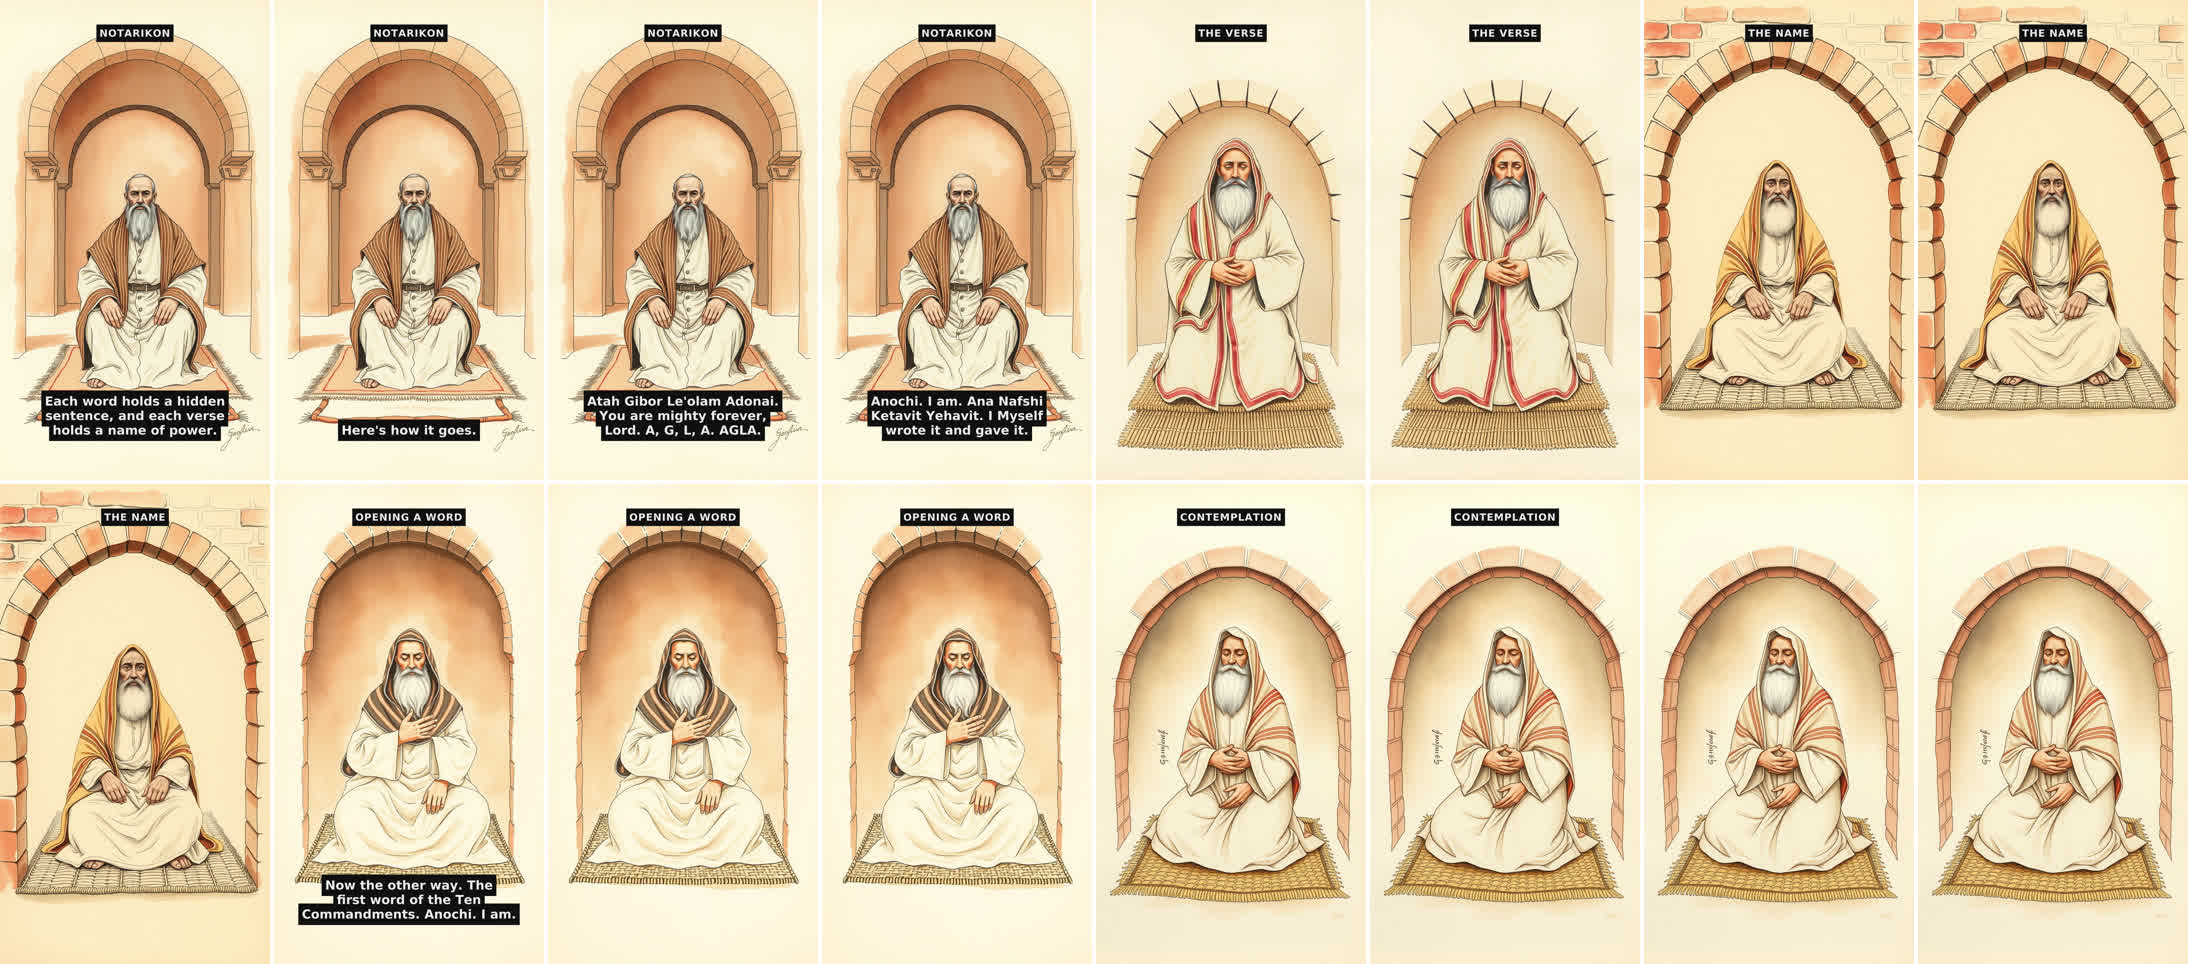 NOTARIKON
Each word holds a hidden
sentence, and each verse
holds a name of power.
NOTARIKON
Here's how it goes.
NOTARIKON
Atah Gibor Le'olam Adonai.
You are mighty forever,
Lord. A, G, L, A. AGLA.
NOTARIKON
Anochi. I am. Ana Nafshi
Ketavit Yehavit. I Myself
wrote it and gave it.
THE VERSE
THE VERSE
THE NAME
THE NAME
THE NAME
OPENING A WORD
Now the other way. The
first word of the Ten
Commandments. Anochi. I am.
OPENING A WORD
OPENING A WORD
CONTEMPLATION
CONTEMPLATION